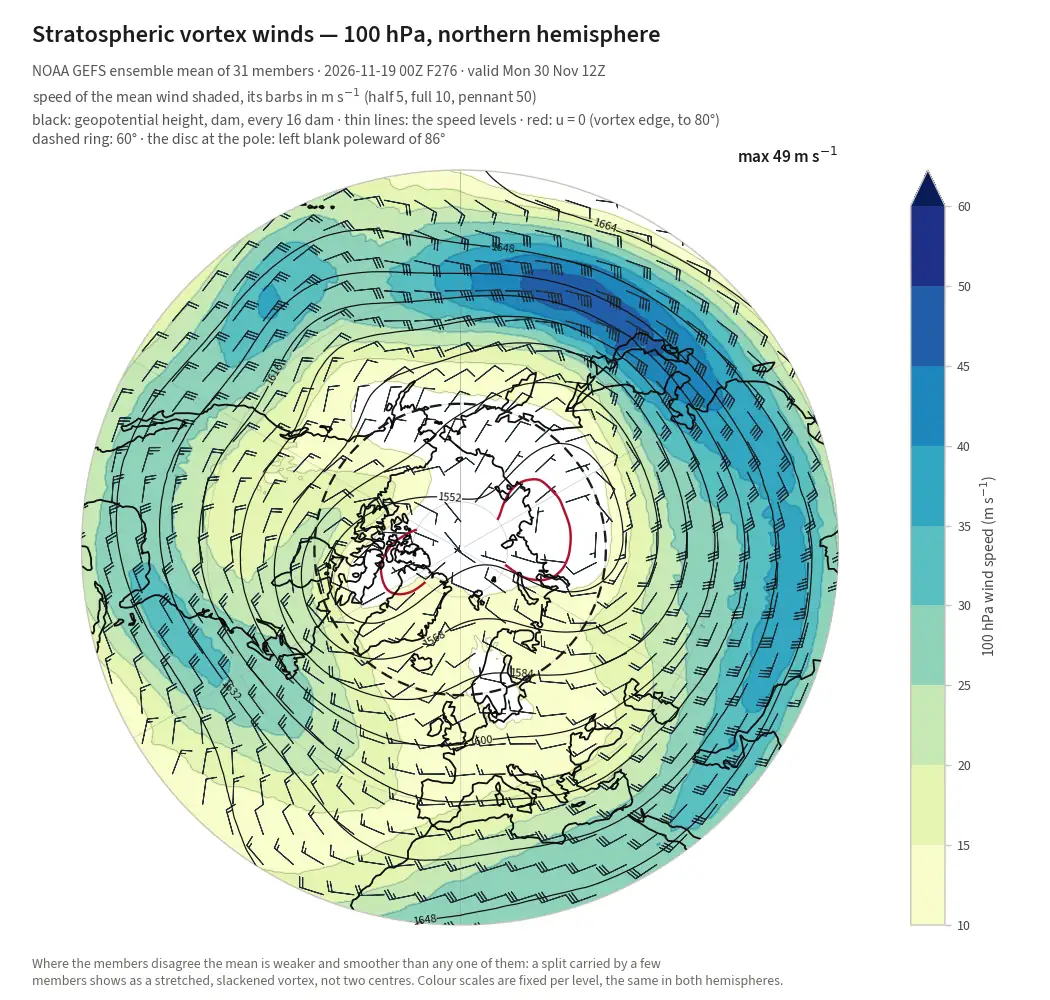 Stratospheric vortex winds — 100 hPa, northern hemisphere
NOAA GEFS ensemble mean of 31 members · 2026-11-19 00Z F276 · valid Mon 30 Nov 12Z
speed of the mean wind shaded, its barbs in m s⁻¹ (half 5, full 10, pennant 50)
black: geopotential height, dam, every 16 dam · thin lines: the speed levels · red: u = 0 (vortex edge, to 80°)
dashed ring: 60° · the disc at the pole: left blank poleward of 86°
max 49 m s⁻¹
1664
1648
1616
1552
1568
1584
1632
1600
1648
60
50
45
40
35
30
25
20
15
10
100 hPa wind speed (m s⁻¹)
Where the members disagree the mean is weaker and smoother than any one of them: a split carried by a few
members shows as a stretched, slackened vortex, not two centres. Colour scales are fixed per level, the same in both hemispheres.